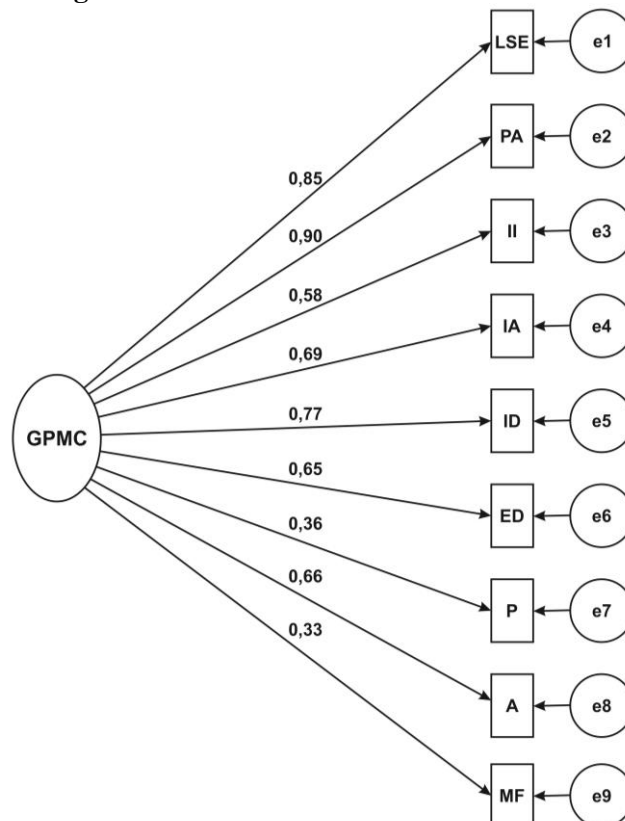 LSE e1
PA e2
0,85
0,90
II e3
0,58
IA e4
0,69
0,77
ID e5
GPMC
0,65
ED e6
0,36
P e7
0,66
0,33
A e8
MF e9